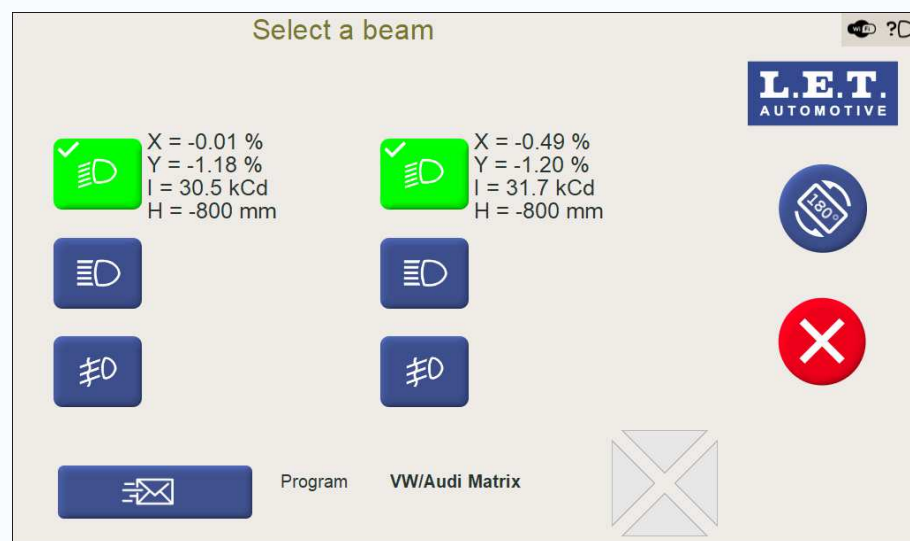 Select a beam
WiFi ?
L.E.T.
AUTOMOTIVE
X = -0.01 %
Y = -1.18 %
I = 30.5 kCd
H = -800 mm
X = -0.49 %
Y = -1.20 %
I = 31.7 kCd
H = -800 mm
180°
Program VW/Audi Matrix